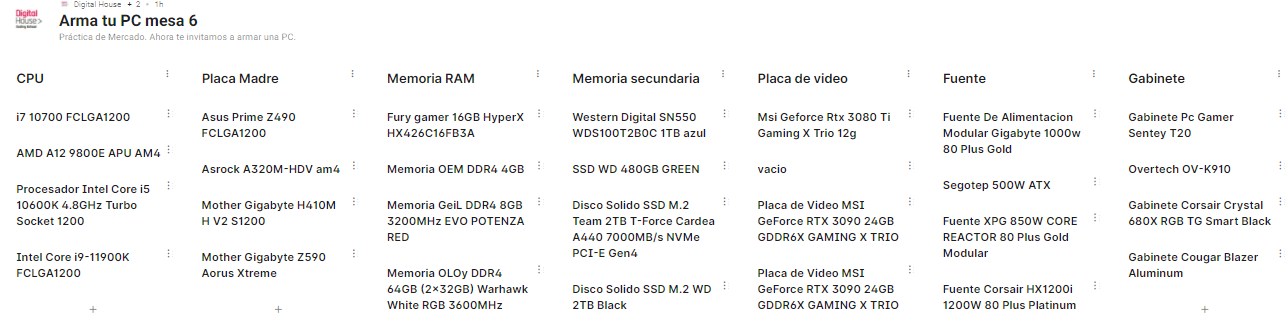 Digital House + 2 • 1h
Digital
House>
Arma tu PC mesa 6
Práctica de Mercado. Ahora te invitamos a armar una PC.
CPU
i7 10700 FCLGA1200
AMD A12 9800E APU AM4
Procesador Intel Core i5
10600K 4.8GHz Turbo
Socket 1200
Intel Core i9-11900K
FCLGA1200
+
Placa Madre
Asus Prime Z490
FCLGA1200
Asrock A320M-HDV am4
Mother Gigabyte H410M
H V2 S1200
Mother Gigabyte Z590
Aorus Xtreme
+
Memoria RAM
Fury gamer 16GB HyperX
HX426C16FB3A
Memoria OEM DDR4 4GB
Memoria GeiL DDR4 8GB
3200MHz EVO POTENZA
RED
Memoria OLOy DDR4
64GB (2x32GB) Warhawk
White RGB 3600MHz
Memoria secundaria
Western Digital SN550
WDS100T2B0C 1TB azul
SSD WD 480GB GREEN
Disco Solido SSD M.2
Team 2TB T-Force Cardea
A440 7000MB/s NVMe
PCI-E Gen4
Disco Solido SSD M.2 WD
2TB Black
Placa de video
Msi Geforce Rtx 3080 Ti
Gaming X Trio 12g
vacio
Placa de Video MSI
GeForce RTX 3090 24GB
GDDR6X GAMING X TRIO
Placa de Video MSI
GeForce RTX 3090 24GB
GDDR6X GAMING X TRIO
Fuente
Fuente De Alimentacion
Modular Gigabyte 1000w
80 Plus Gold
Segotep 500W ATX
Fuente XPG 850W CORE
REACTOR 80 Plus Gold
Modular
Fuente Corsair HX1200i
1200W 80 Plus Platinum
Gabinete
Gabinete Pc Gamer
Sentey T20
Overtech OV-K910
Gabinete Corsair Crystal
680X RGB TG Smart Black
Gabinete Cougar Blazer
Aluminum
+